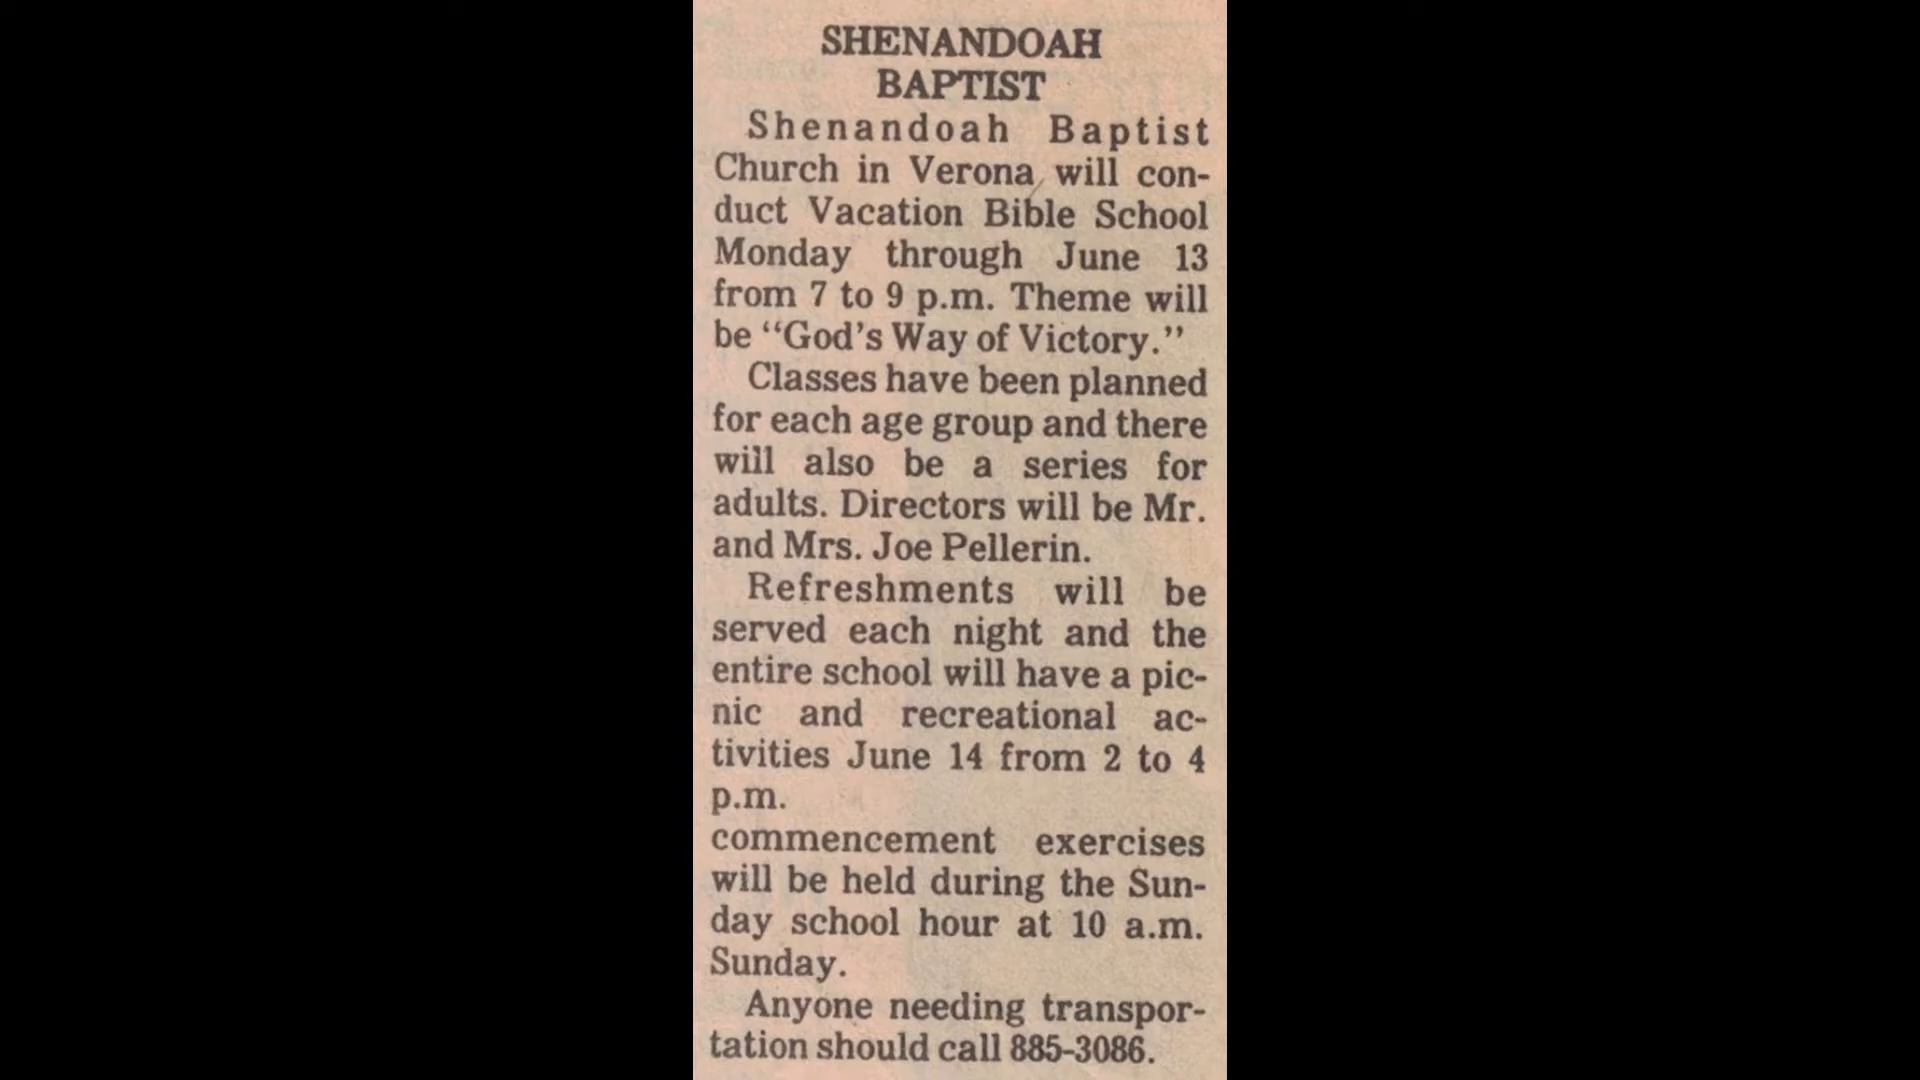 SHENANDOAH
BAPTIST
Shenandoah Baptist
Church in Verona will con-
duct Vacation Bible School
Monday through June 13
from 7 to 9 p.m. Theme will
be “God’s Way of Victory.”
Classes have been planned
for each age group and there
will also be a series for
adults. Directors will be Mr.
and Mrs. Joe Pellerin.
Refreshments will be
served each night and the
entire school will have a pic-
nic and recreational ac-
tivities June 14 from 2 to 4
p.m.
commencement exercises
will be held during the Sun-
day school hour at 10 a.m.
Sunday.
Anyone needing transpor-
tation should call 885-3086.